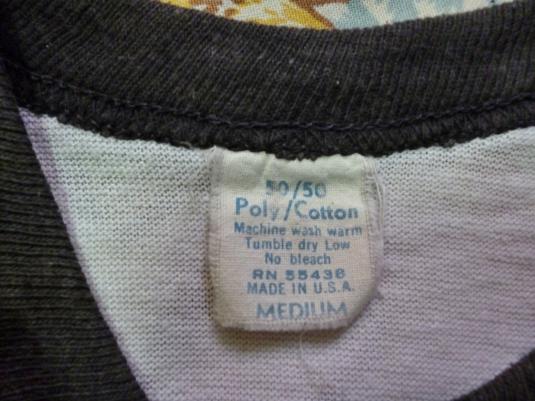 50/50
Poly/Cotton
Machine wash warm
Tumble dry Low
No bleach
RN 55436
MADE IN U.S.A.
MEDIUM